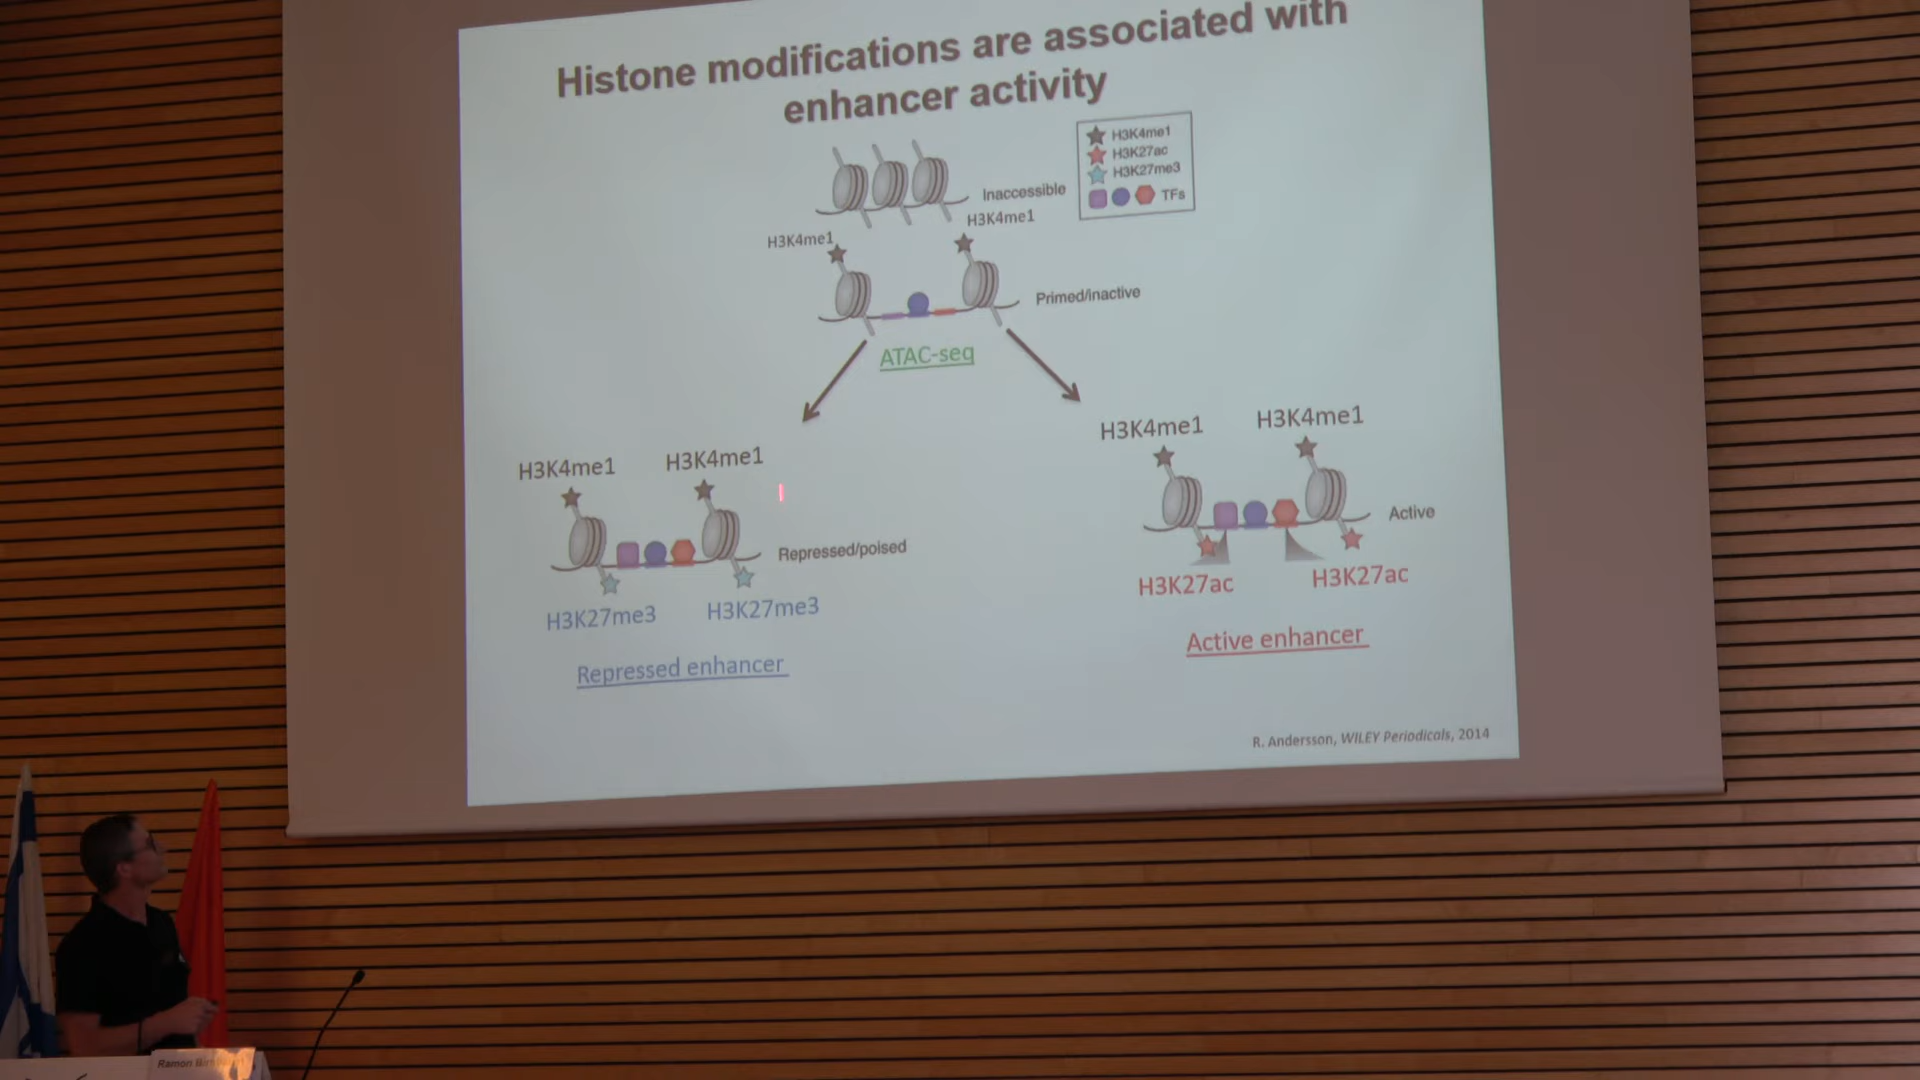 Histone modifications are associated with
enhancer activity
H3K4me1
H3K27ac
H3K27me3
TFs
Inaccessible
H3K4me1
H3K4me1
Primed/inactive
ATAC-seq
H3K4me1
H3K4me1
H3K4me1
H3K4me1
Repressed/poised
Active
H3K27me3
H3K27me3
H3K27ac
H3K27ac
Repressed enhancer
Active enhancer
R. Andersson, WILEY Periodicals, 2014
Ramon